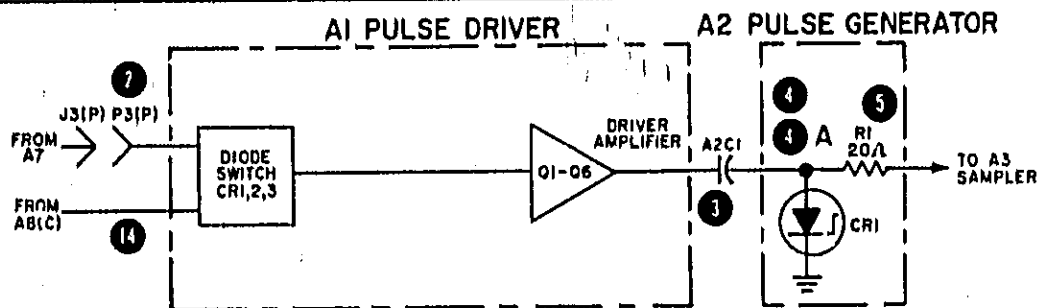 A1 PULSE DRIVER
A2 PULSE GENERATOR
2
J3(P) P3(P)
FROM
A7
DIODE
SWITCH
CR1,2,3
FROM
A8(C)
14
DRIVER
AMPLIFIER
Q1-Q6
A2C1
3
4
4 A
5
R1
20Ω
TO A3
SAMPLER
CR1